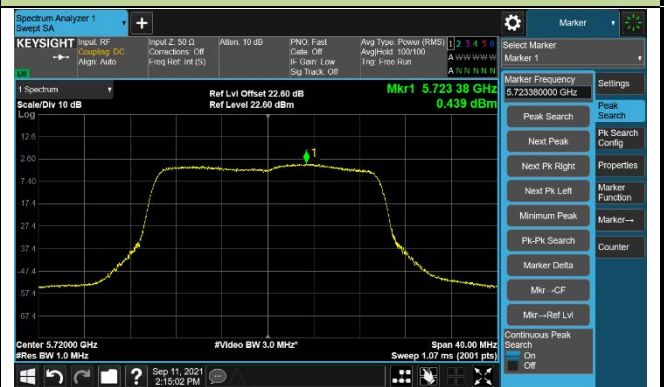 Spectrum Analyzer 1
Swept SA
+
Marker
KEYSIGHT
Input: RF
Coupling: DC
Align: Auto
Input Z: 50 Ω
Corrections: Off
Freq Ref: Int (S)
Atten: 10 dB
PNO: Fast
Gate: Off
IF Gain: Low
Sig Track: Off
Avg Type: Power (RMS)
Avg|Hold: 100/100
Trig: Free Run
1 2 3 4 5 6
A W W W W W
A N N N N N
Select Marker
Marker 1
1 Spectrum
Scale/Div 10 dB
Log
Ref Lvl Offset 22.60 dB
Ref Level 22.60 dBm
Mkr1 5.723 38 GHz
0.439 dBm
12.6
2.60
-7.40
-17.4
-27.4
-37.4
-47.4
-57.4
-67.4
1
Center 5.72000 GHz
#Res BW 1.0 MHz
#Video BW 3.0 MHz*
Span 40.00 MHz
Sweep 1.07 ms (2001 pts)
Marker Frequency
5.723380000 GHz
Peak Search
Next Peak
Next Pk Right
Next Pk Left
Minimum Peak
Pk-Pk Search
Marker Delta
Mkr→CF
Mkr→Ref Lvl
Continuous Peak
Search
On
Off
Settings
Peak
Search
Pk Search
Config
Properties
Marker
Function
Marker→
Counter
?
Sep 11, 2021
2:15:02 PM